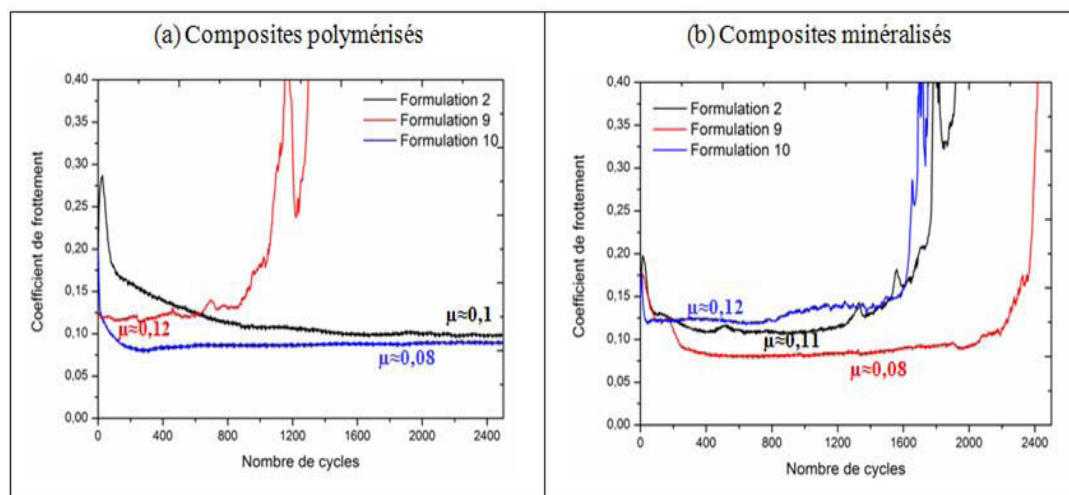 (a) Composites polymérisés
0,40
0,35
0,30
0,25
0,20
0,15
0,10
0,05
0,00
Coefficient de frottement
Formulation 2
Formulation 9
Formulation 10
μ≈0,12
μ≈0,1
μ≈0,08
0 400 800 1200 1600 2000 2400
Nombre de cycles
(b) Composites minéralisés
0,40
0,35
0,30
0,25
0,20
0,15
0,10
0,05
0,00
Coefficient de frottement
Formulation 2
Formulation 9
Formulation 10
μ≈0,12
μ≈0,11
μ≈0,08
0 400 800 1200 1600 2000 2400
Nombre de cycles